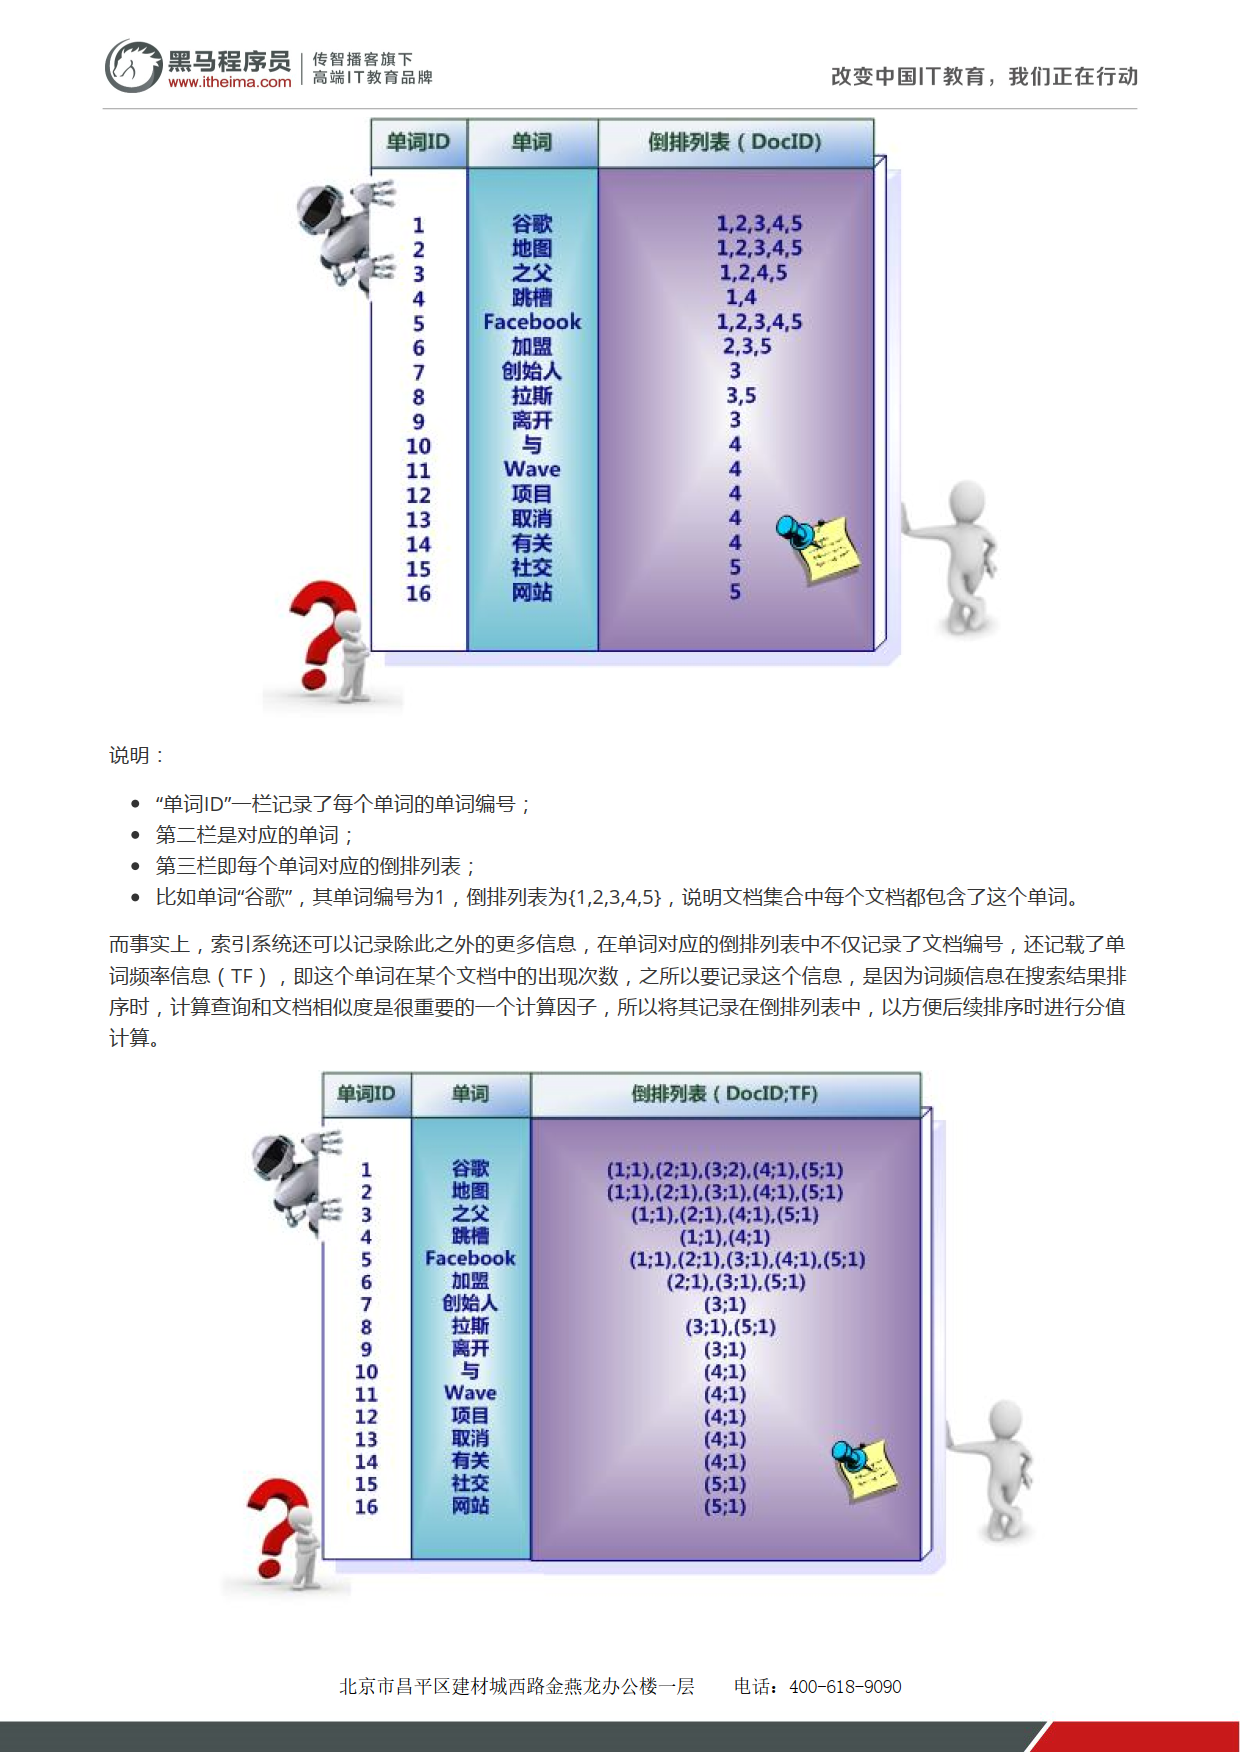 黑马程序员 传智播客旗下
www.itheima.com 高端IT教育品牌
改变中国IT教育，我们正在行动
单词ID 单词 倒排列表（DocID)
1 谷歌 1,2,3,4,5
2 地图 1,2,3,4,5
3 之父 1,2,4,5
4 跳槽 1,4
5 Facebook 1,2,3,4,5
6 加盟 2,3,5
7 创始人 3
8 拉斯 3,5
9 离开 3
10 与 4
11 Wave 4
12 项目 4
13 取消 4
14 有关 4
15 社交 5
16 网站 5
说明：
“单词ID”一栏记录了每个单词的单词编号；
第二栏是对应的单词；
第三栏即每个单词对应的倒排列表；
比如单词“谷歌”，其单词编号为1，倒排列表为{1,2,3,4,5}，说明文档集合中每个文档都包含了这个单词。
而事实上，索引系统还可以记录除此之外的更多信息，在单词对应的倒排列表中不仅记录了文档编号，还记载了单
词频率信息（TF），即这个单词在某个文档中的出现次数，之所以要记录这个信息，是因为词频信息在搜索结果排
序时，计算查询和文档相似度是很重要的一个计算因子，所以将其记录在倒排列表中，以方便后续排序时进行分值
计算。
单词ID 单词 倒排列表（DocID;TF)
1 谷歌 (1;1),(2;1),(3;2),(4;1),(5;1)
2 地图 (1;1),(2;1),(3;1),(4;1),(5;1)
3 之父 (1;1),(2;1),(4;1),(5;1)
4 跳槽 (1;1),(4;1)
5 Facebook (1;1),(2;1),(3;1),(4;1),(5;1)
6 加盟 (2;1),(3;1),(5;1)
7 创始人 (3;1)
8 拉斯 (3;1),(5;1)
9 离开 (3;1)
10 与 (4;1)
11 Wave (4;1)
12 项目 (4;1)
13 取消 (4;1)
14 有关 (4;1)
15 社交 (5;1)
16 网站 (5;1)
北京市昌平区建材城西路金燕龙办公楼一层 电话：400-618-9090